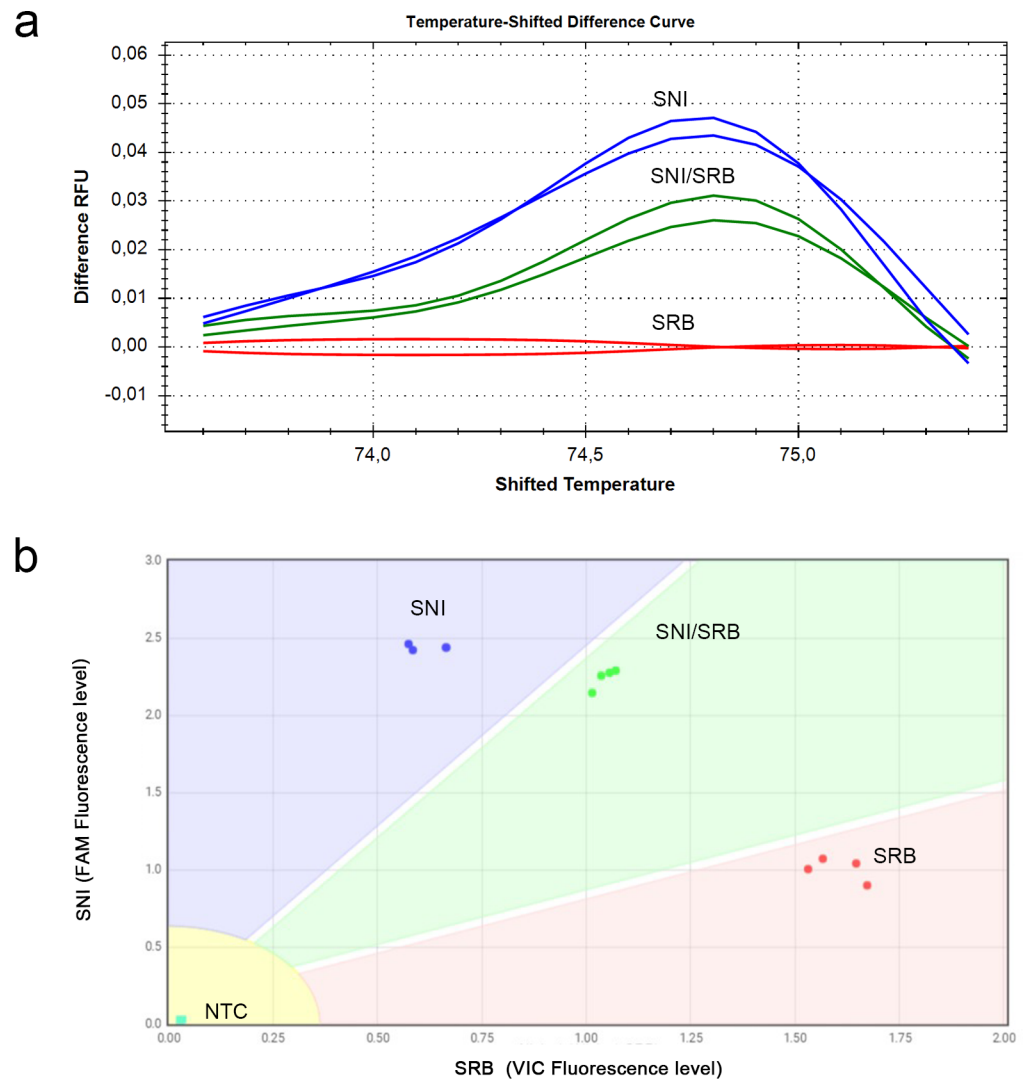 a
Temperature-Shifted Difference Curve
0,06
0,05
0,04
0,03
0,02
0,01
0,00
-0,01
Difference RFU
SNI
SNI/SRB
SRB
74,0 74,5 75,0
Shifted Temperature
b
3.0
2.5
2.0
1.5
1.0
0.5
0.0
SNI (FAM Fluorescence level)
SNI
SNI/SRB
SRB
NTC
0.00 0.25 0.50 0.75 1.00 1.25 1.50 1.75 2.00
SRB (VIC Fluorescence level)